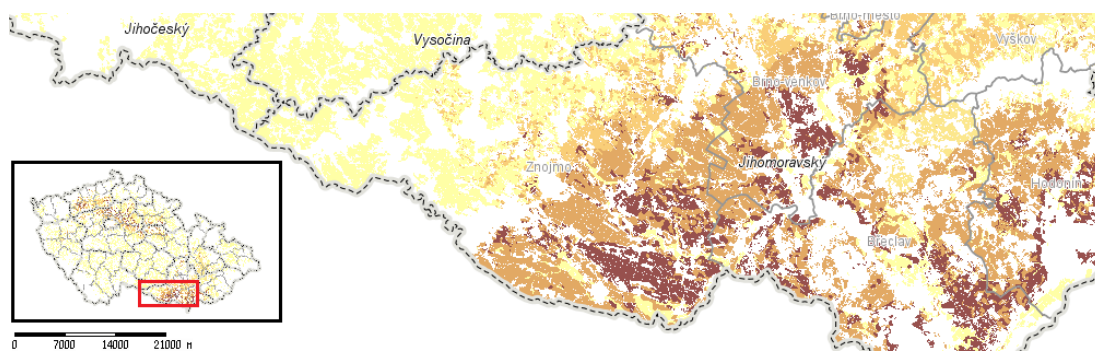 Brno-město
Jihočeský
Vysočina
Vyškov
Brno-venkov
Znojmo
Jihomoravský
Hodonín
Břeclav
0 7000 14000 21000 M